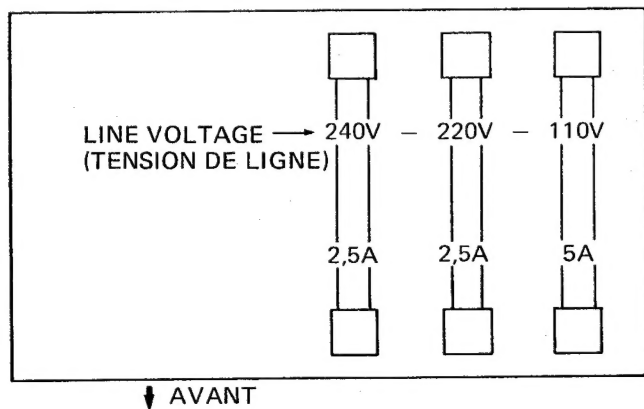 LINE VOLTAGE → 240V – 220V – 110V
(TENSION DE LIGNE)
2,5A 2,5A 5A
↓ AVANT